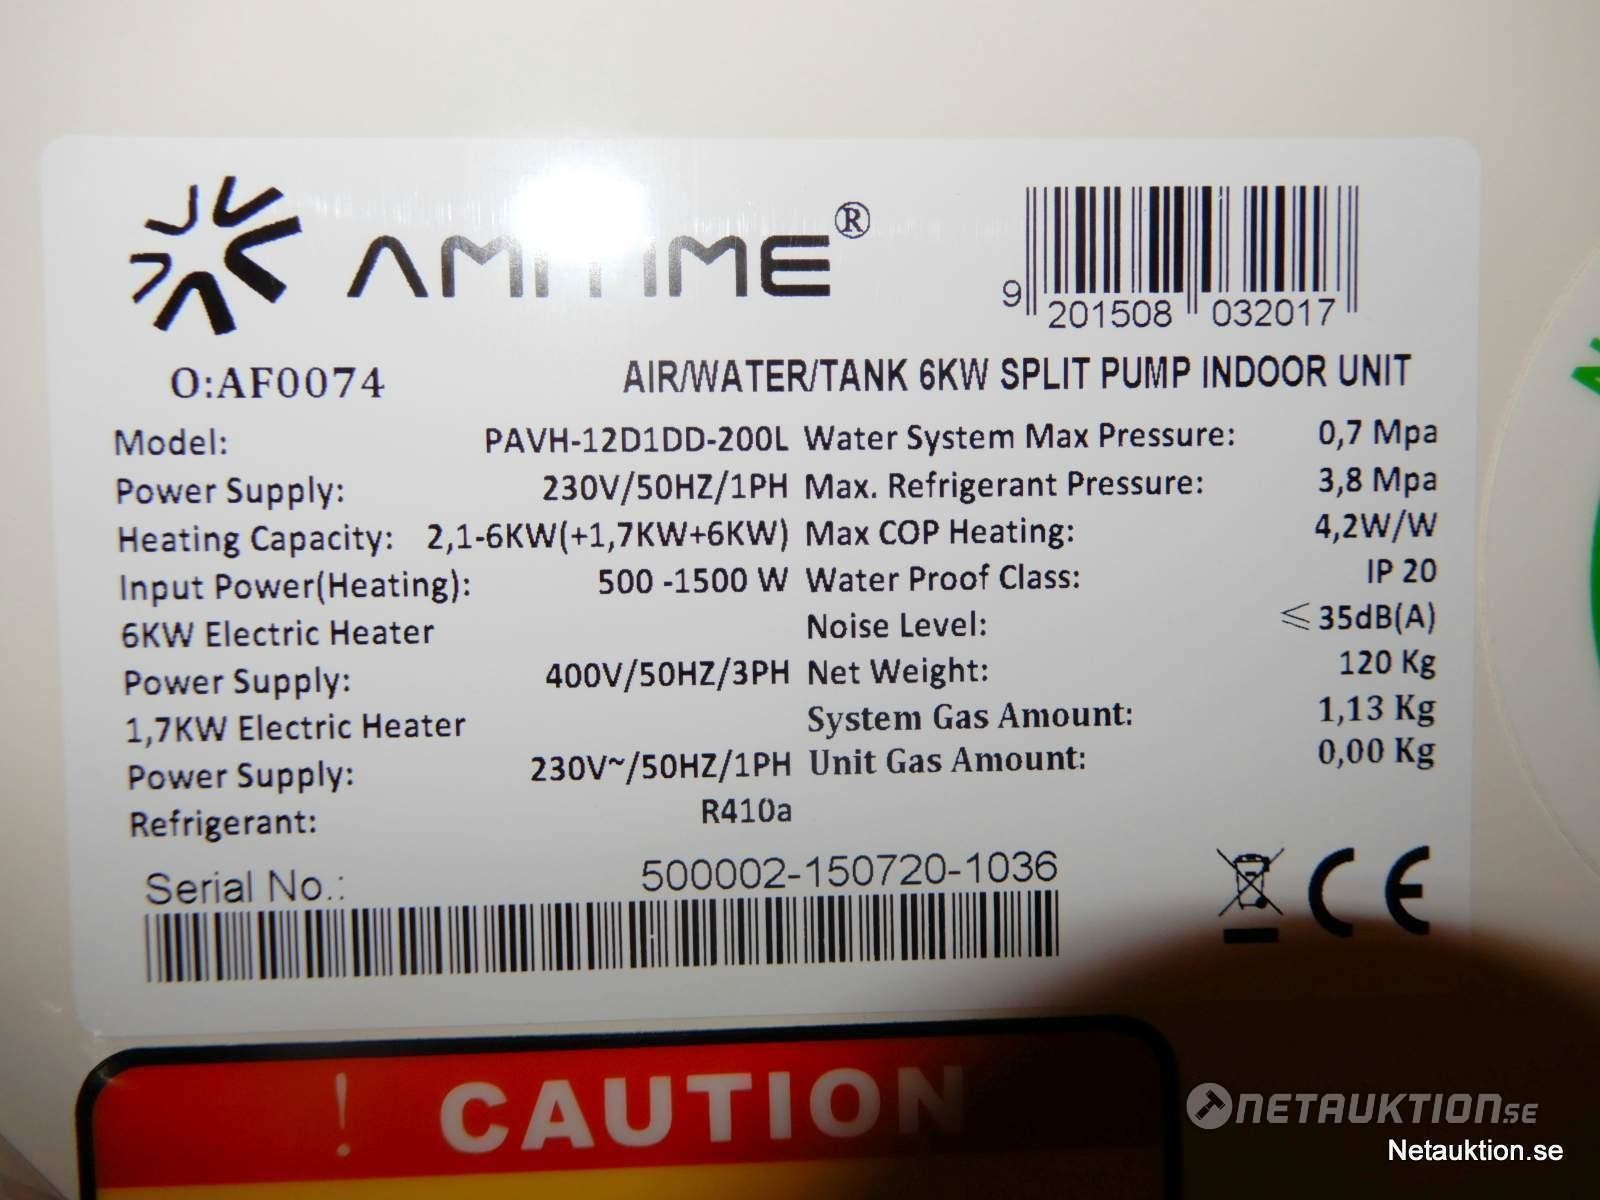 AMITIME®
9 201508 032017
O:AF0074
AIR/WATER/TANK 6KW SPLIT PUMP INDOOR UNIT
Model: PAVH-12D1DD-200L
Power Supply: 230V/50HZ/1PH
Heating Capacity: 2,1-6KW(+1,7KW+6KW)
Input Power(Heating): 500 -1500 W
6KW Electric Heater
Power Supply: 400V/50HZ/3PH
1,7KW Electric Heater
Power Supply: 230V~/50HZ/1PH
Refrigerant: R410a
Water System Max Pressure: 0,7 Mpa
Max. Refrigerant Pressure: 3,8 Mpa
Max COP Heating: 4,2W/W
Water Proof Class: IP 20
Noise Level: ≤ 35dB(A)
Net Weight: 120 Kg
System Gas Amount: 1,13 Kg
Unit Gas Amount: 0,00 Kg
Serial No.: 500002-150720-1036
CE
! CAUTION
NETAUKTION.SE
Netauktion.se